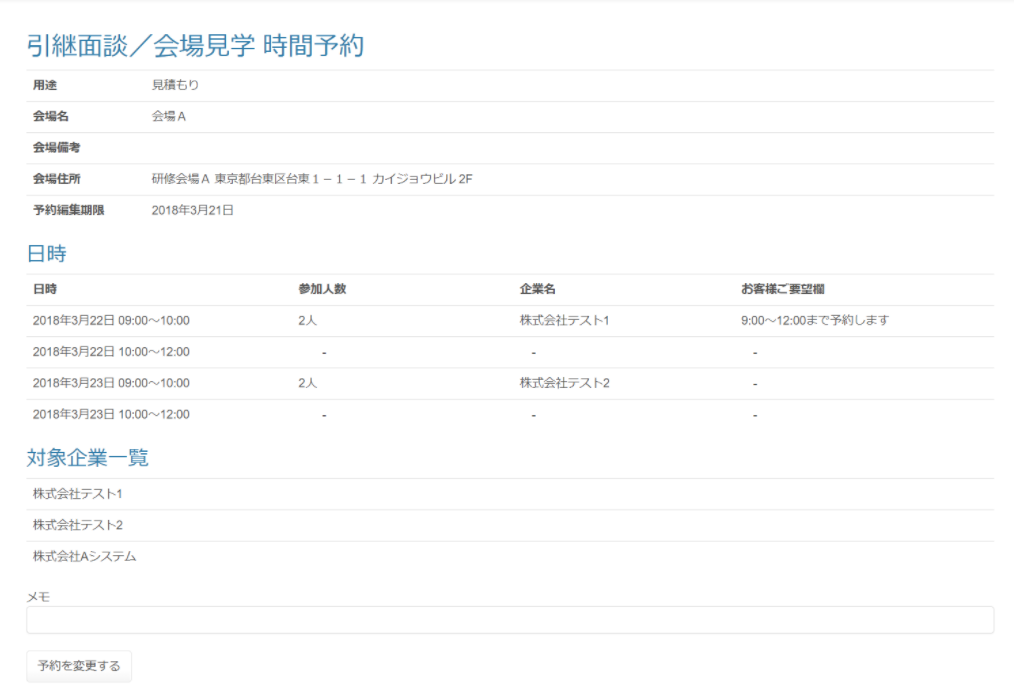 引継面談／会場見学 時間予約
用途 見積もり
会場名 会場A
会場備考
会場住所 研修会場A 東京都台東区台東１－１－１ カイジョウビル2F
予約編集期限 2018年3月21日
日時
日時 参加人数 企業名 お客様ご要望欄
2018年3月22日 09:00～10:00 2人 株式会社テスト1 9:00～12:00まで予約します
2018年3月22日 10:00～12:00 - - -
2018年3月23日 09:00～10:00 2人 株式会社テスト2 -
2018年3月23日 10:00～12:00 - - -
対象企業一覧
株式会社テスト1
株式会社テスト2
株式会社Aシステム
メモ
予約を変更する